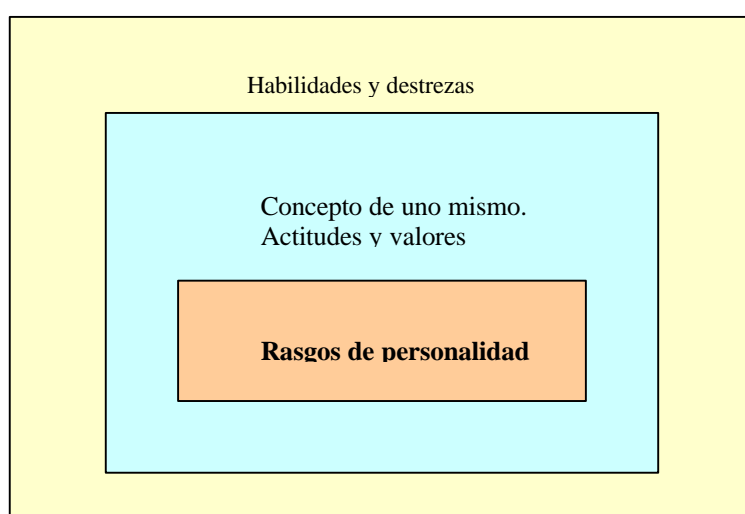 Habilidades y destrezas
Concepto de uno mismo.
Actitudes y valores
Rasgos de personalidad